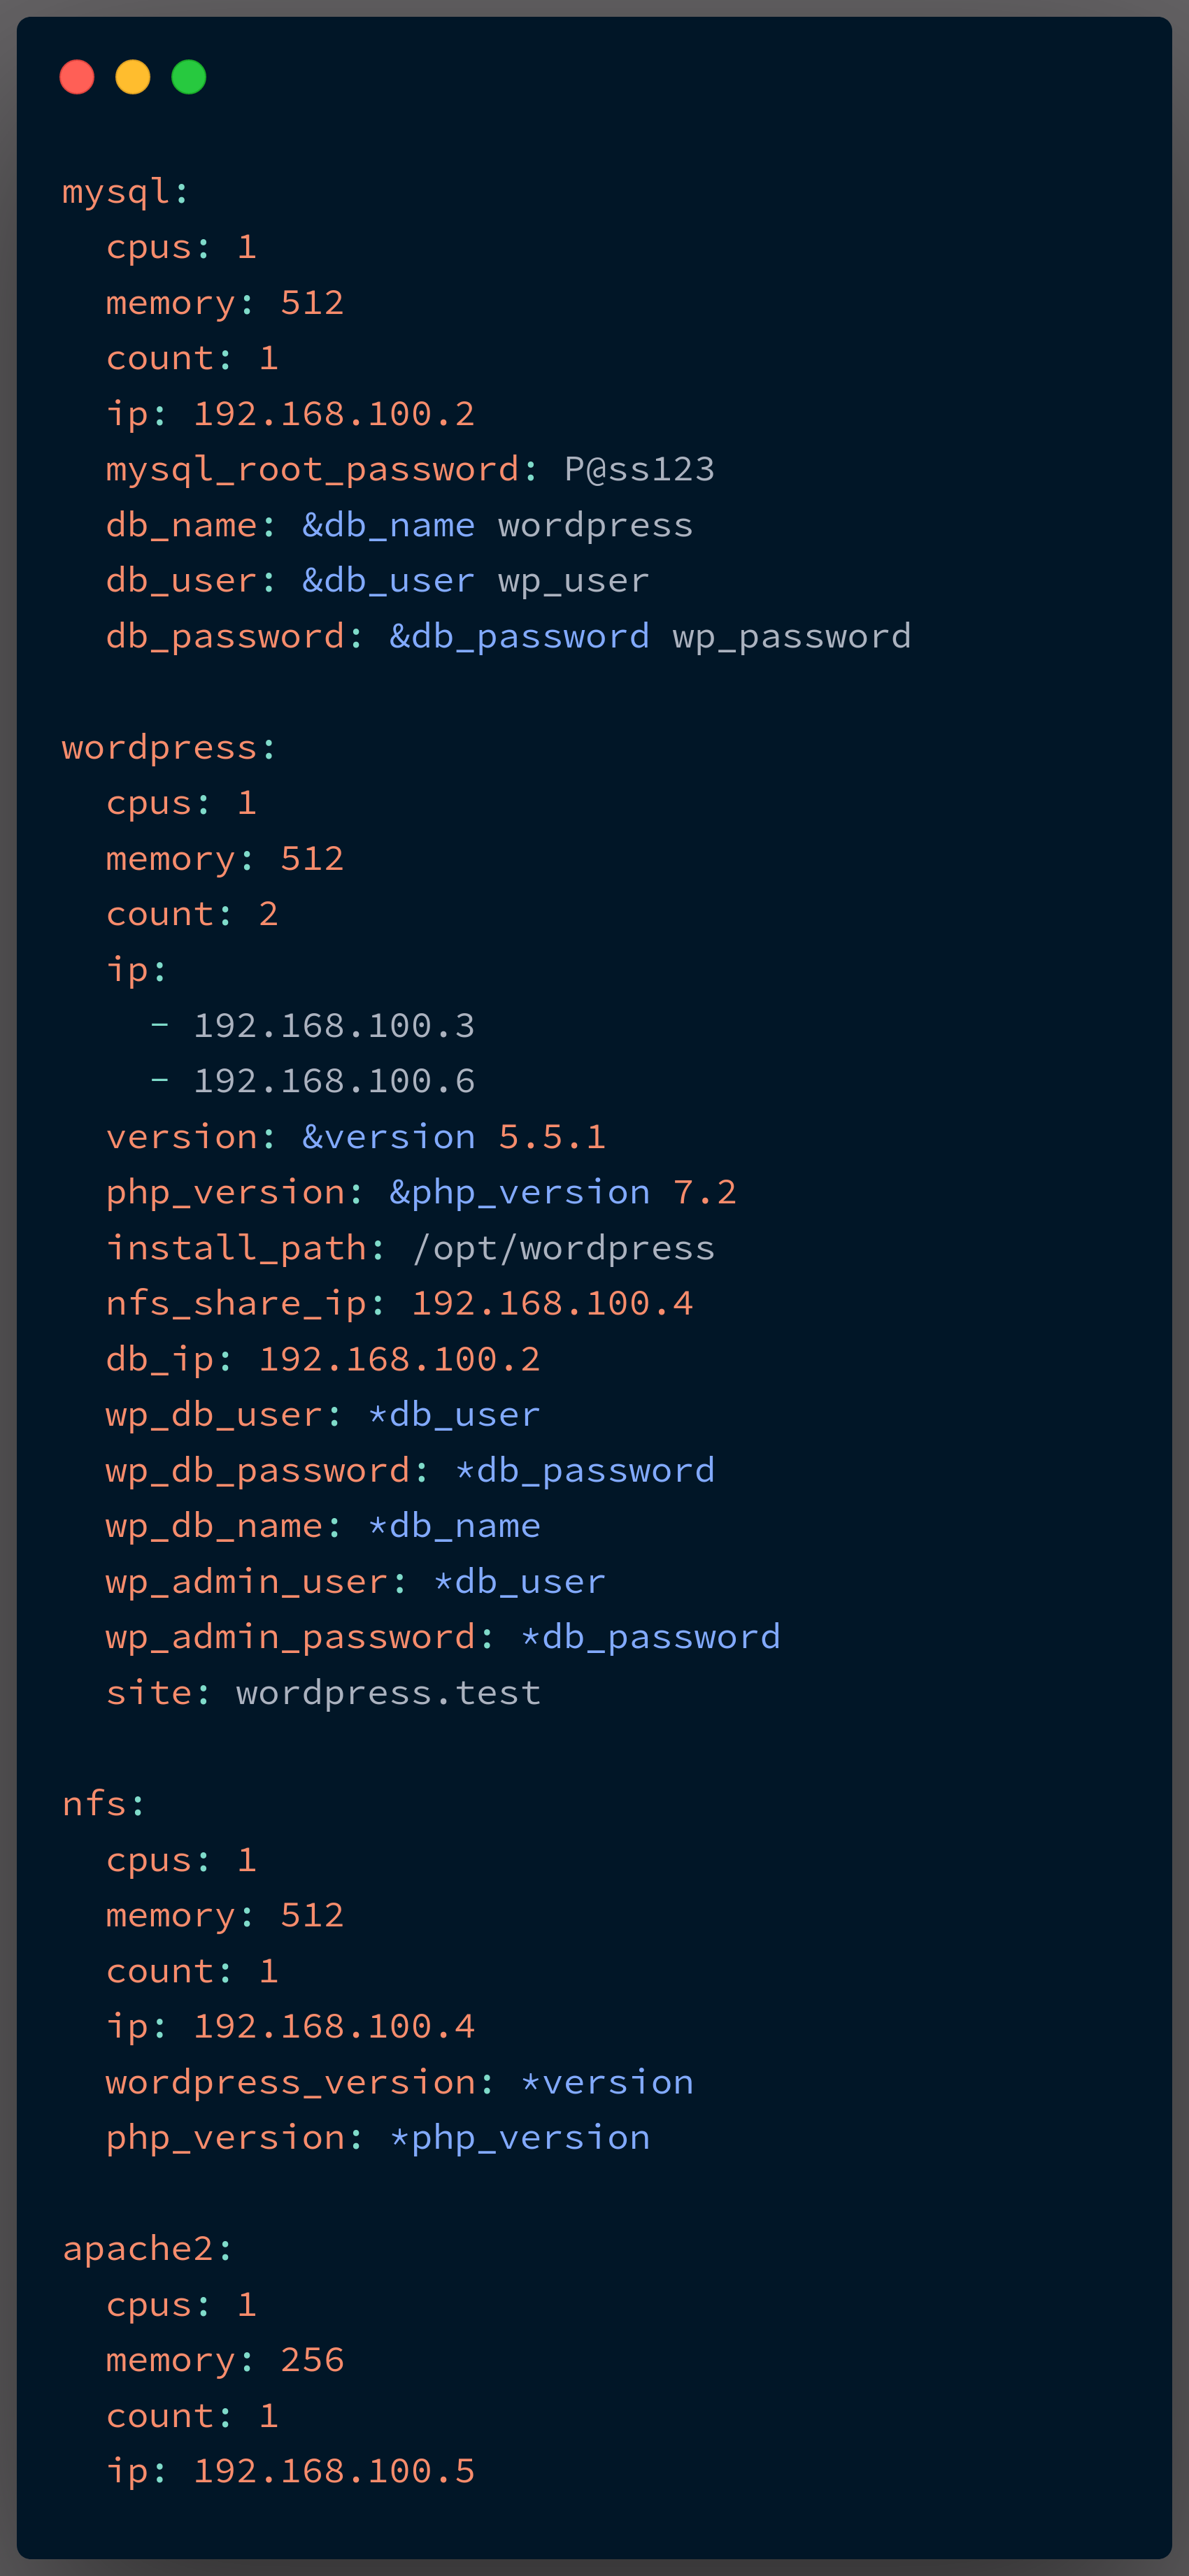 mysql:
  cpus: 1
  memory: 512
  count: 1
  ip: 192.168.100.2
  mysql_root_password: P@ss123
  db_name: &db_name wordpress
  db_user: &db_user wp_user
  db_password: &db_password wp_password

wordpress:
  cpus: 1
  memory: 512
  count: 2
  ip:
    - 192.168.100.3
    - 192.168.100.6
  version: &version 5.5.1
  php_version: &php_version 7.2
  install_path: /opt/wordpress
  nfs_share_ip: 192.168.100.4
  db_ip: 192.168.100.2
  wp_db_user: *db_user
  wp_db_password: *db_password
  wp_db_name: *db_name
  wp_admin_user: *db_user
  wp_admin_password: *db_password
  site: wordpress.test

nfs:
  cpus: 1
  memory: 512
  count: 1
  ip: 192.168.100.4
  wordpress_version: *version
  php_version: *php_version

apache2:
  cpus: 1
  memory: 256
  count: 1
  ip: 192.168.100.5